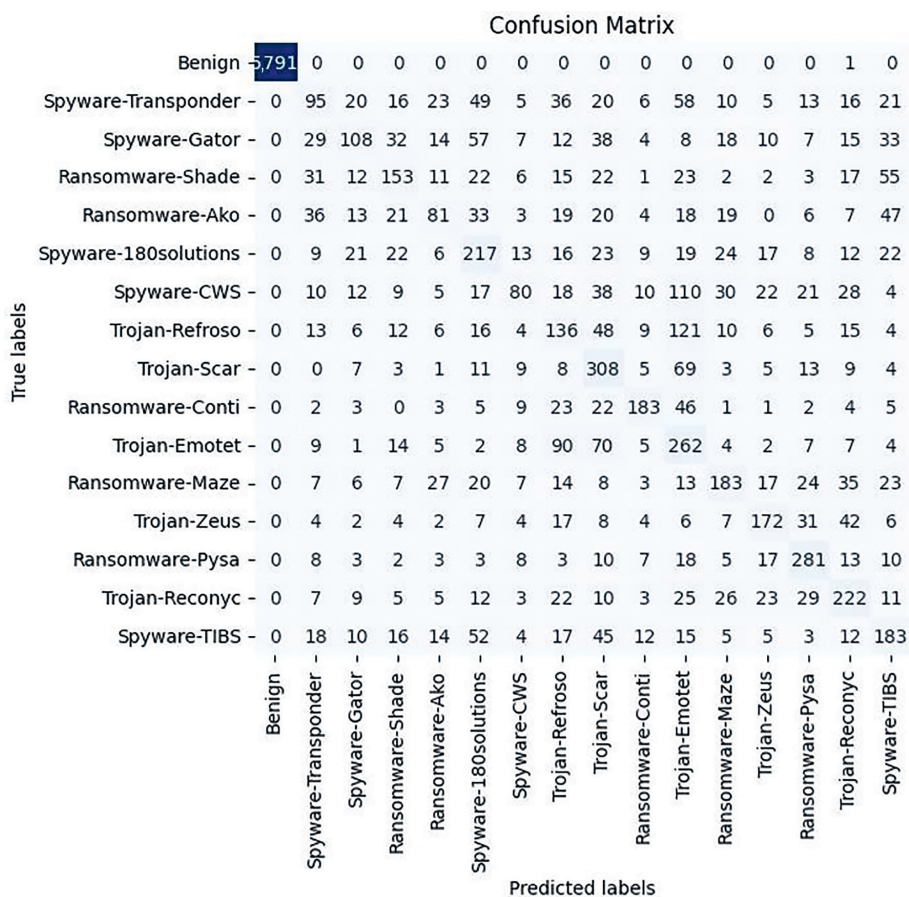 Confusion Matrix
Benign 5,791 0 0 0 0 0 0 0 0 0 0 0 0 0 1 0
Spyware-Transponder 0 95 20 16 23 49 5 36 20 6 58 10 5 13 16 21
Spyware-Gator 0 29 108 32 14 57 7 12 38 4 8 18 10 7 15 33
Ransomware-Shade 0 31 12 153 11 22 6 15 22 1 23 2 2 3 17 55
Ransomware-Ako 0 36 13 21 81 33 3 19 20 4 18 19 0 6 7 47
Spyware-180solutions 0 9 21 22 6 217 13 16 23 9 19 24 17 8 12 22
Spyware-CWS 0 10 12 9 5 17 80 18 38 10 110 30 22 21 28 4
Trojan-Refroso 0 13 6 12 6 16 4 136 48 9 121 10 6 5 15 4
Trojan-Scar 0 0 7 3 1 11 9 8 308 5 69 3 5 13 9 4
Ransomware-Conti 0 2 3 0 3 5 9 23 22 183 46 1 1 2 4 5
Trojan-Emotet 0 9 1 14 5 2 8 90 70 5 262 4 2 7 7 4
Ransomware-Maze 0 7 6 7 27 20 7 14 8 3 13 183 17 24 35 23
Trojan-Zeus 0 4 2 4 2 7 4 17 8 4 6 7 172 31 42 6
Ransomware-Pysa 0 8 3 2 3 3 8 3 10 7 18 5 17 281 13 10
Trojan-Reconyc 0 7 9 5 5 12 3 22 10 3 25 26 23 29 222 11
Spyware-TIBS 0 18 10 16 14 52 4 17 45 12 15 5 5 3 12 183
True labels
Benign
Spyware-Transponder
Spyware-Gator
Ransomware-Shade
Ransomware-Ako
Spyware-180solutions
Spyware-CWS
Trojan-Refroso
Trojan-Scar
Ransomware-Conti
Trojan-Emotet
Ransomware-Maze
Trojan-Zeus
Ransomware-Pysa
Trojan-Reconyc
Spyware-TIBS
Predicted labels